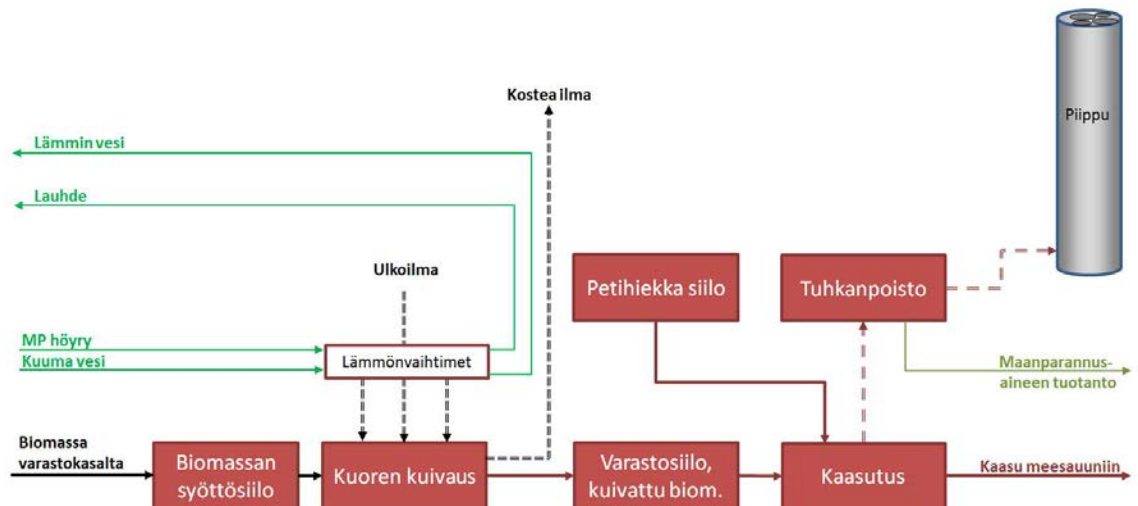 Kostea ilma
Piippu
Lämmin vesi
Lauhde
Ulkoilma
Petihiekka siilo
Tuhkanpoisto
MP höyry
Kuuma vesi
Lämmönvaihtimet
Maanparannus-
aineen tuotanto
Biomassa
varastokasalta
Biomassan
syöttösiilo
Kuoren kuivaus
Varastosiilo,
kuivattu biom.
Kaasutus
Kaasu meesauuniin